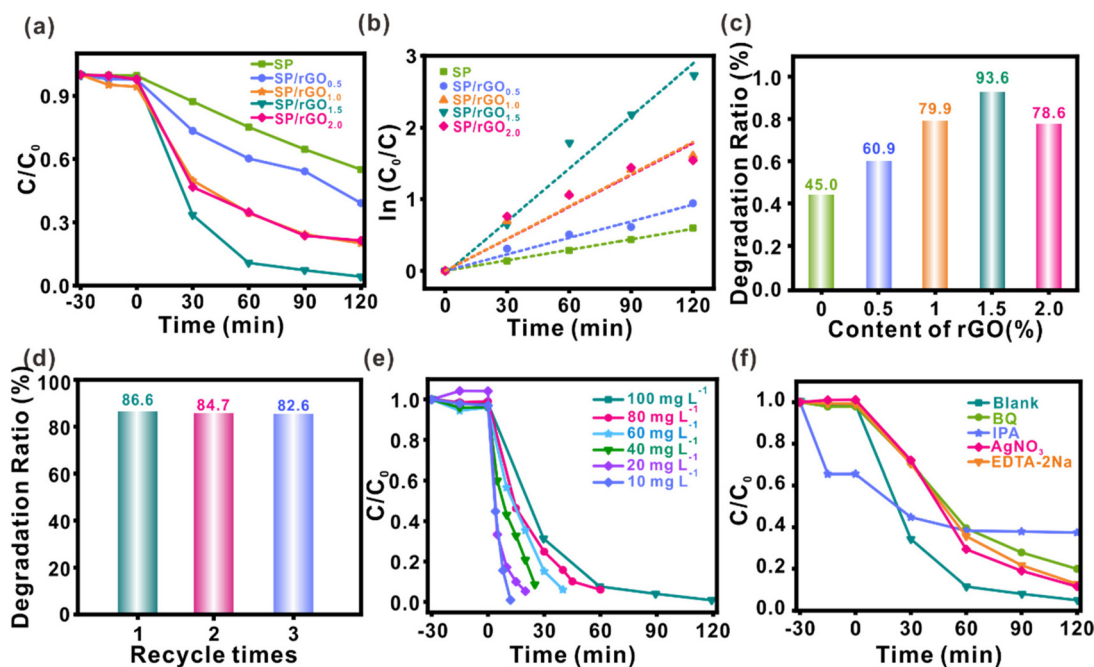 (a)
C/C₀
0.9
0.6
0.3
0.0
-30 0 30 60 90 120
Time (min)
SP
SP/rGO₀.₅
SP/rGO₁.₀
SP/rGO₁.₅
SP/rGO₂.₀
(b)
ln (C₀/C)
3
2
1
0
0 30 60 90 120
Time (min)
SP
SP/rGO₀.₅
SP/rGO₁.₀
SP/rGO₁.₅
SP/rGO₂.₀
(c)
Degradation Ratio (%)
1.0
0.8
0.6
0.4
0.2
0.0
45.0
60.9
79.9
93.6
78.6
0 0.5 1 1.5 2.0
Content of rGO(%)
(d)
Degradation Ratio (%)
100
80
60
40
20
0
86.6
84.7
82.6
1 2 3
Recycle times
(e)
C/C₀
1.0
0.8
0.6
0.4
0.2
0.0
-30 0 30 60 90 120
Time (min)
100 mg L⁻¹
80 mg L⁻¹
60 mg L⁻¹
40 mg L⁻¹
20 mg L⁻¹
10 mg L⁻¹
(f)
C/C₀
1.0
0.8
0.6
0.4
0.2
0.0
-30 0 30 60 90 120
Time (min)
Blank
BQ
IPA
AgNO₃
EDTA-2Na